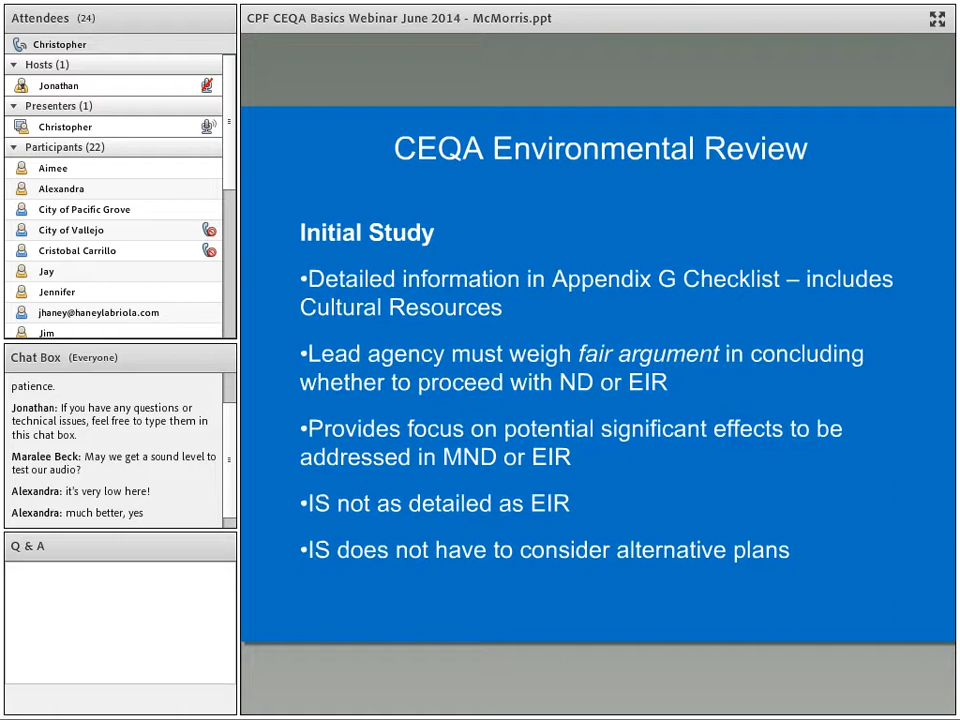 Attendees (24)
Christopher
Hosts (1)
Jonathan
Presenters (1)
Christopher
Participants (22)
Aimee
Alexandra
City of Pacific Grove
City of Vallejo
Cristobal Carrillo
Jay
Jennifer
jhaney@haneylabriola.com
Jim
Chat Box (Everyone)
patience.
Jonathan: If you have any questions or
technical issues, feel free to type them in
this chat box.
Maralee Beck: May we get a sound level to
test our audio?
Alexandra: it's very low here!
Alexandra: much better, yes
Q & A
CPF CEQA Basics Webinar June 2014 - McMorris.ppt
CEQA Environmental Review
Initial Study
•Detailed information in Appendix G Checklist – includes
Cultural Resources
•Lead agency must weigh fair argument in concluding
whether to proceed with ND or EIR
•Provides focus on potential significant effects to be
addressed in MND or EIR
•IS not as detailed as EIR
•IS does not have to consider alternative plans